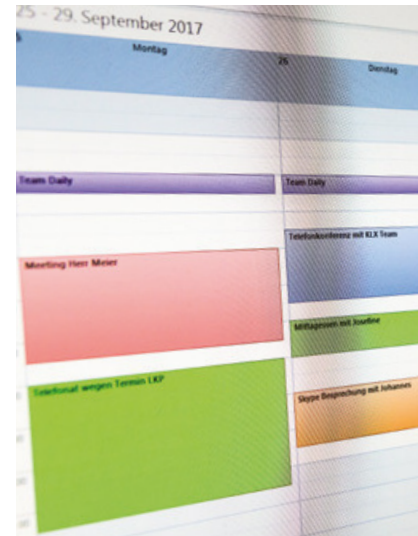 25 - 29. September 2017
Montag
26
Dienstag
Team Daily
Team Daily
Telefonkonferenz mit KLX Team
Meeting Herr Meier
Mittagessen mit Josefine
Telefonat wegen Termin LKP
Skype Besprechung mit Johannes